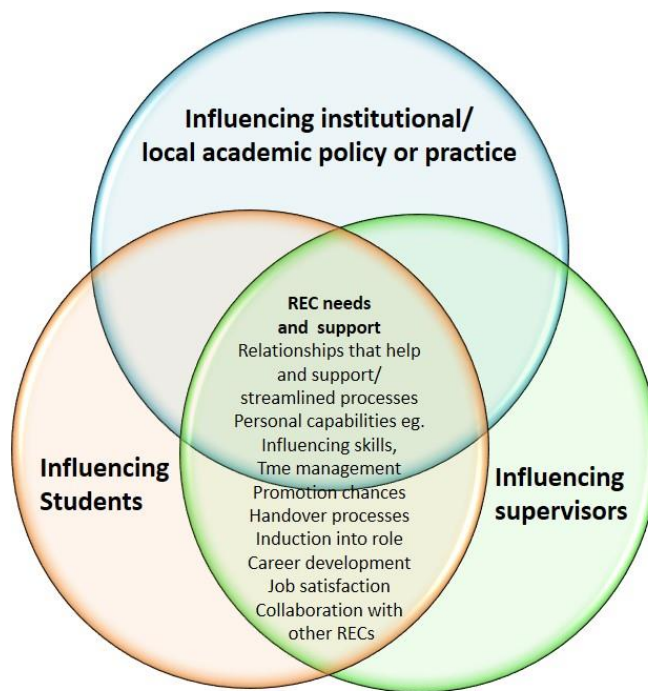 Influencing institutional/
local academic policy or practice
REC needs
and support
Relationships that help
and support/
streamlined processes
Personal capabilities eg.
Influencing skills,
Tme management
Promotion chances
Handover processes
Induction into role
Career development
Job satisfaction
Collaboration with
other RECs
Influencing
Students
Influencing
supervisors